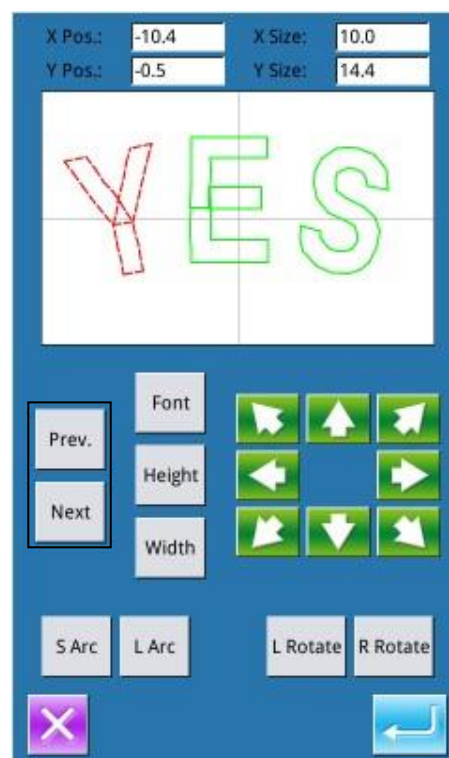 X Pos.: -10.4 X Size: 10.0
Y Pos.: -0.5 Y Size: 14.4
YES
Font
Prev.
Height
Next
Width
S Arc L Arc L Rotate R Rotate